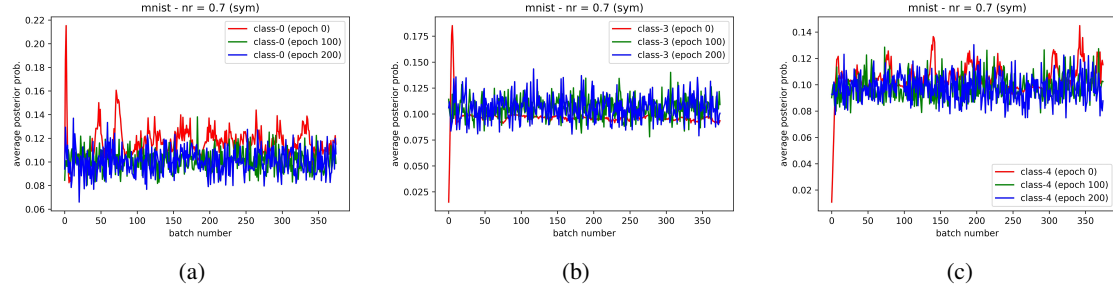 mnist - nr = 0.7 (sym)
average posterior prob.
0.22
0.20
0.18
0.16
0.14
0.12
0.10
0.08
0.06
class-0 (epoch 0)
class-0 (epoch 100)
class-0 (epoch 200)
0 50 100 150 200 250 300 350
batch number
(a)
mnist - nr = 0.7 (sym)
average posterior prob.
0.175
0.150
0.125
0.100
0.075
0.050
0.025
class-3 (epoch 0)
class-3 (epoch 100)
class-3 (epoch 200)
0 50 100 150 200 250 300 350
batch number
(b)
mnist - nr = 0.7 (sym)
average posterior prob.
0.14
0.12
0.10
0.08
0.06
0.04
0.02
class-4 (epoch 0)
class-4 (epoch 100)
class-4 (epoch 200)
0 50 100 150 200 250 300 350
batch number
(c)